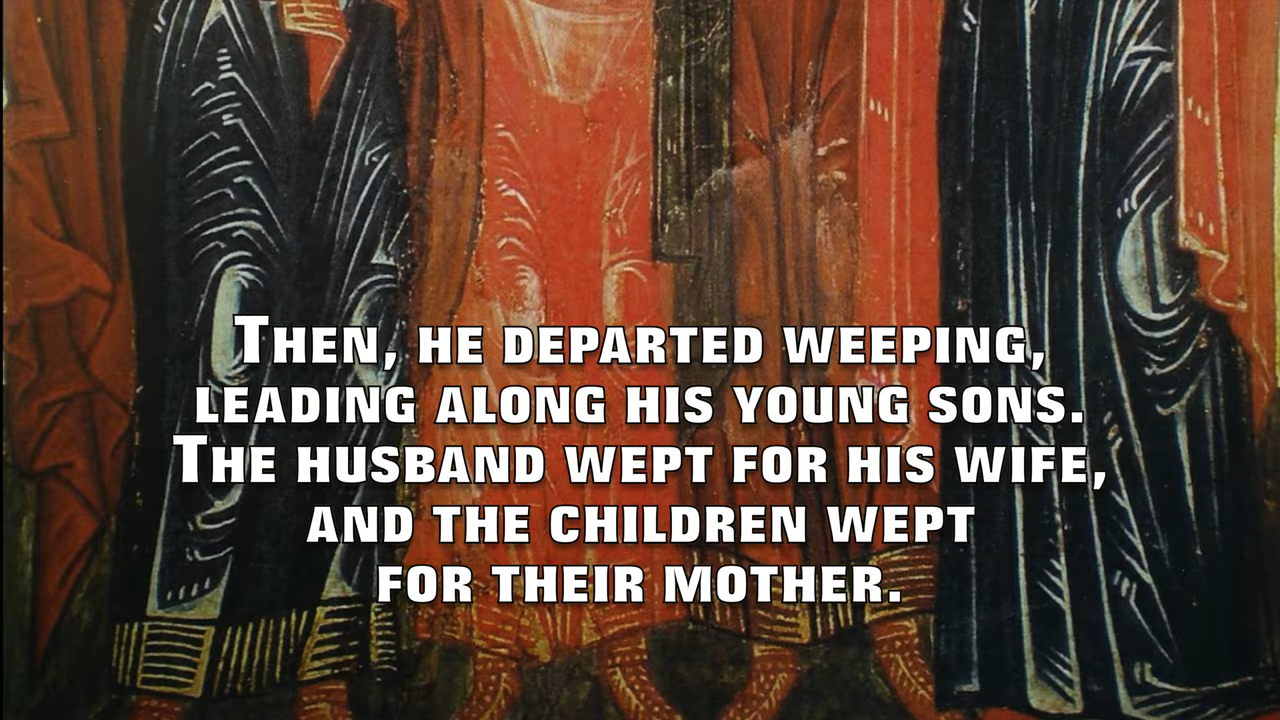 Then, he departed weeping,
leading along his young sons.
The husband wept for his wife,
and the children wept
for their mother.